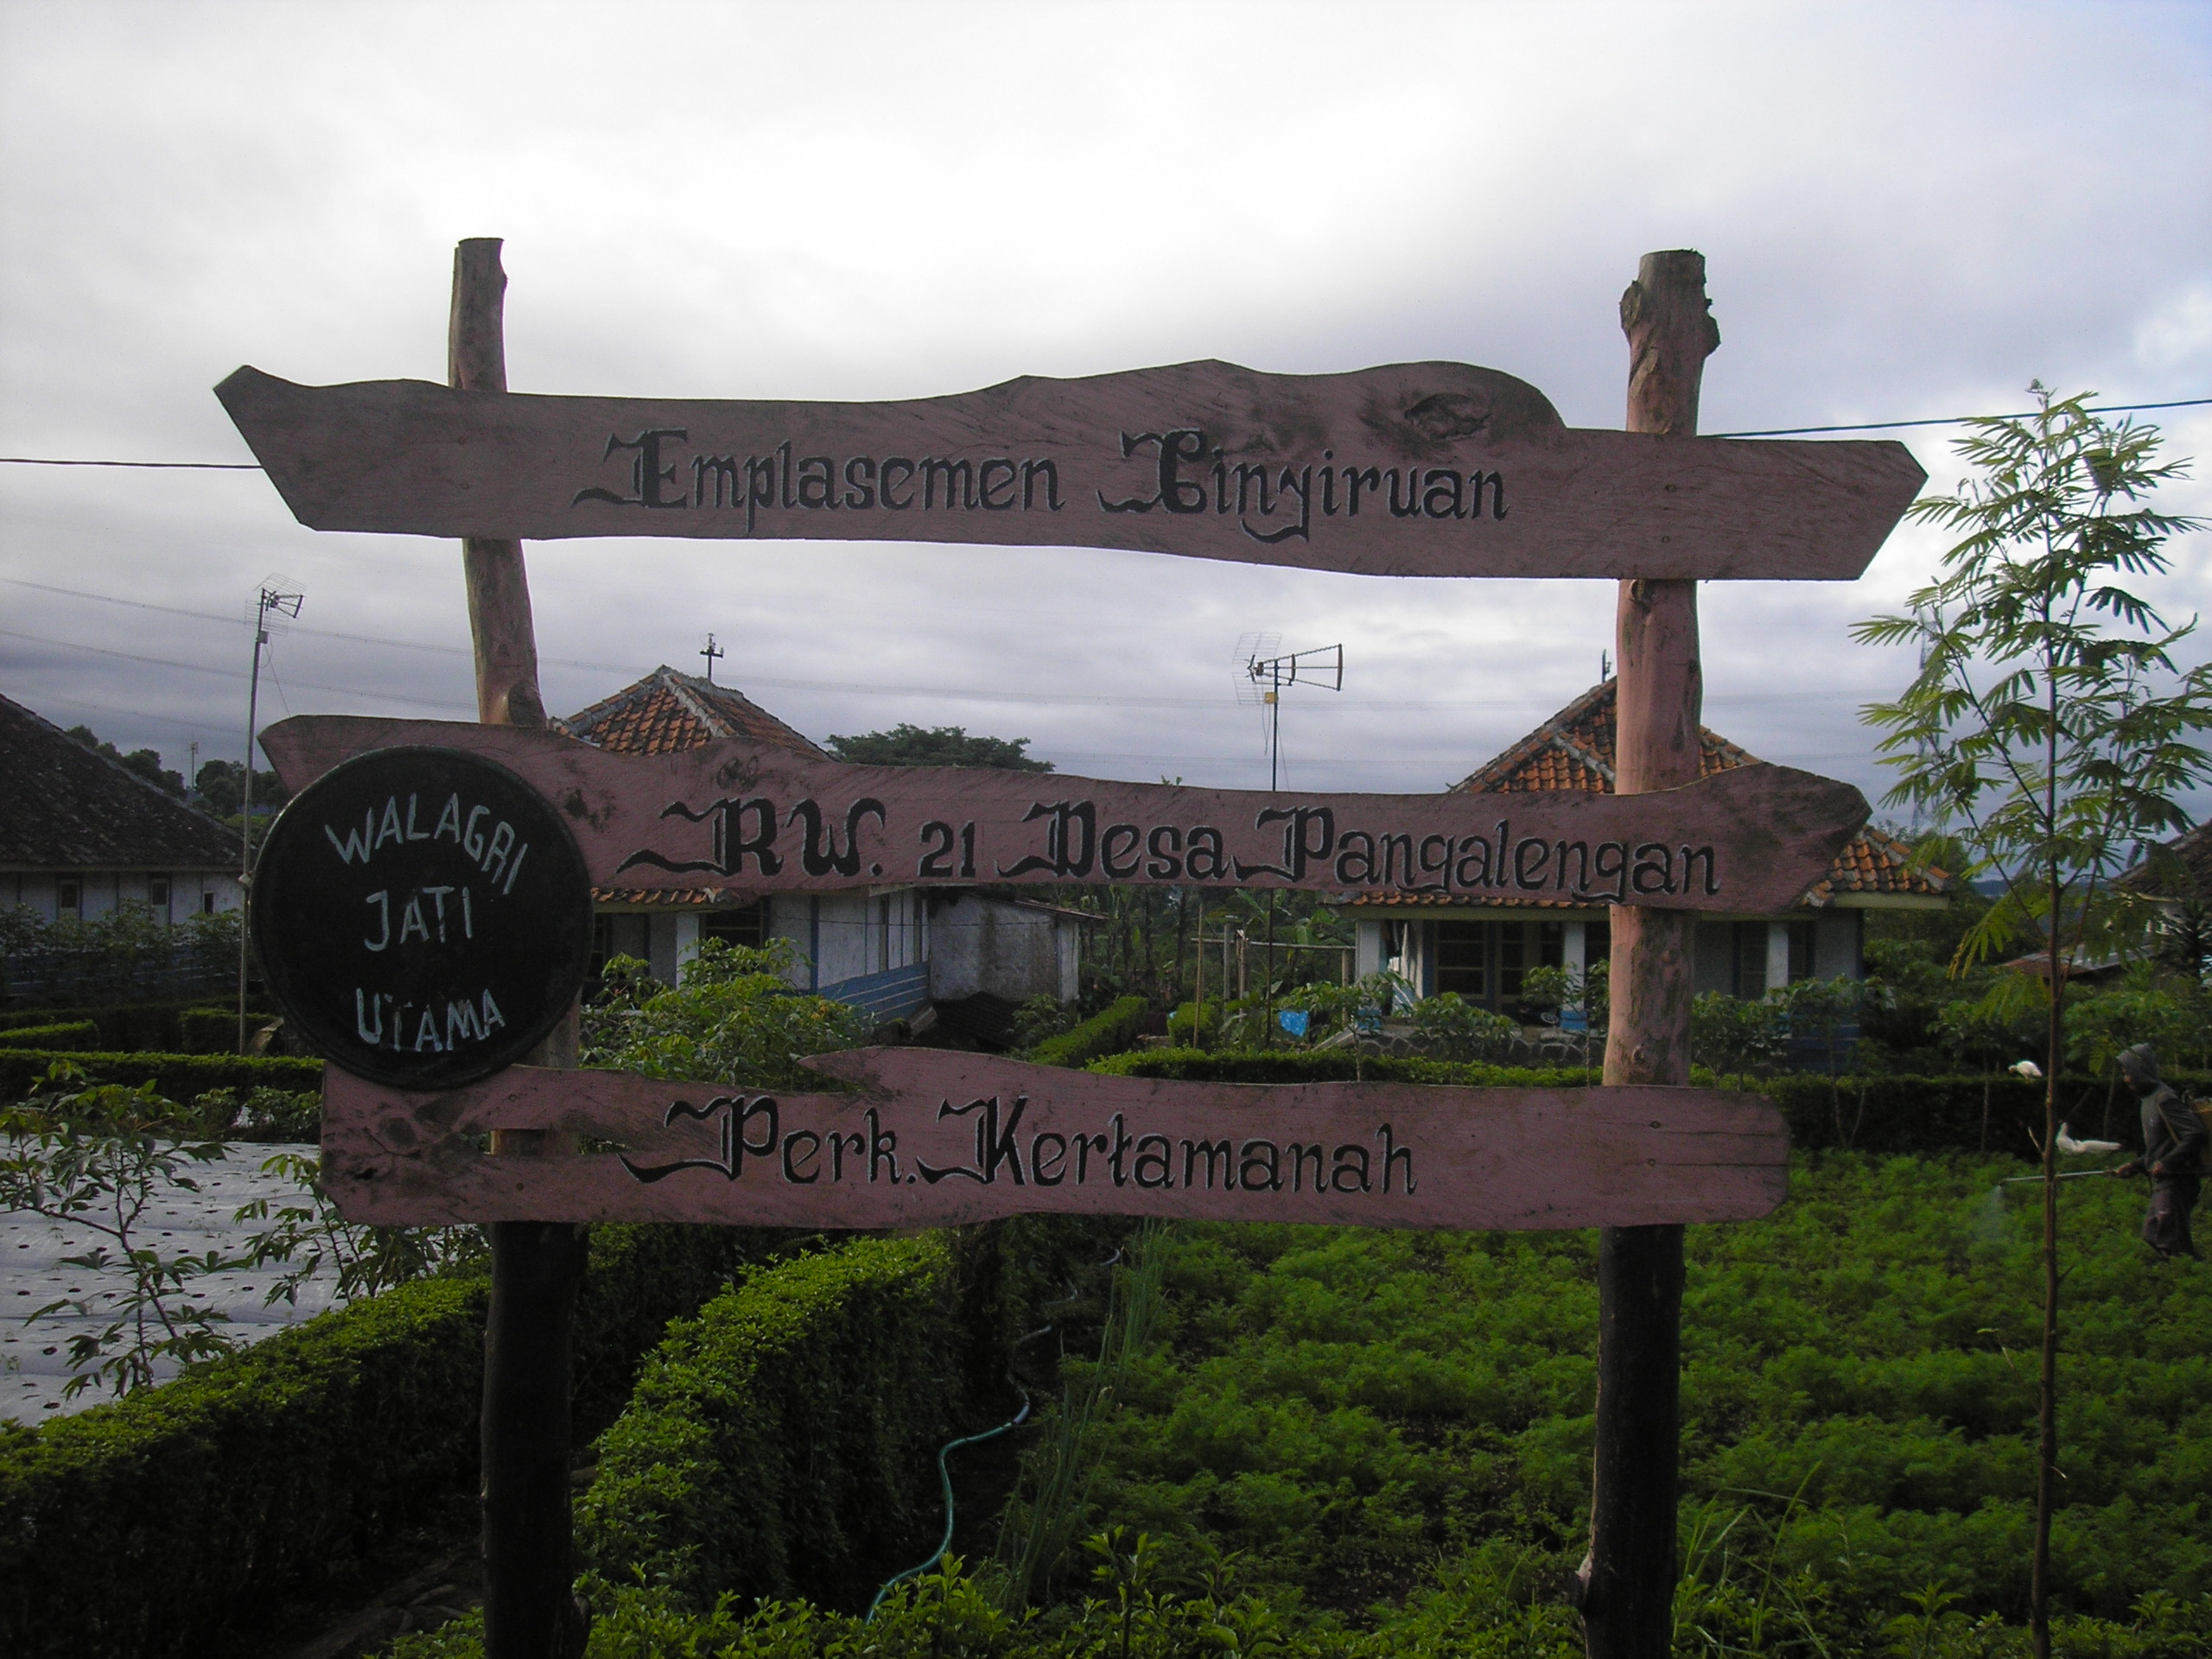 Emplasemen Cinyiruan
RW. 21 Desa Pangalengan
WALAGRI
JATI
UTAMA
Perk. Kertamanah